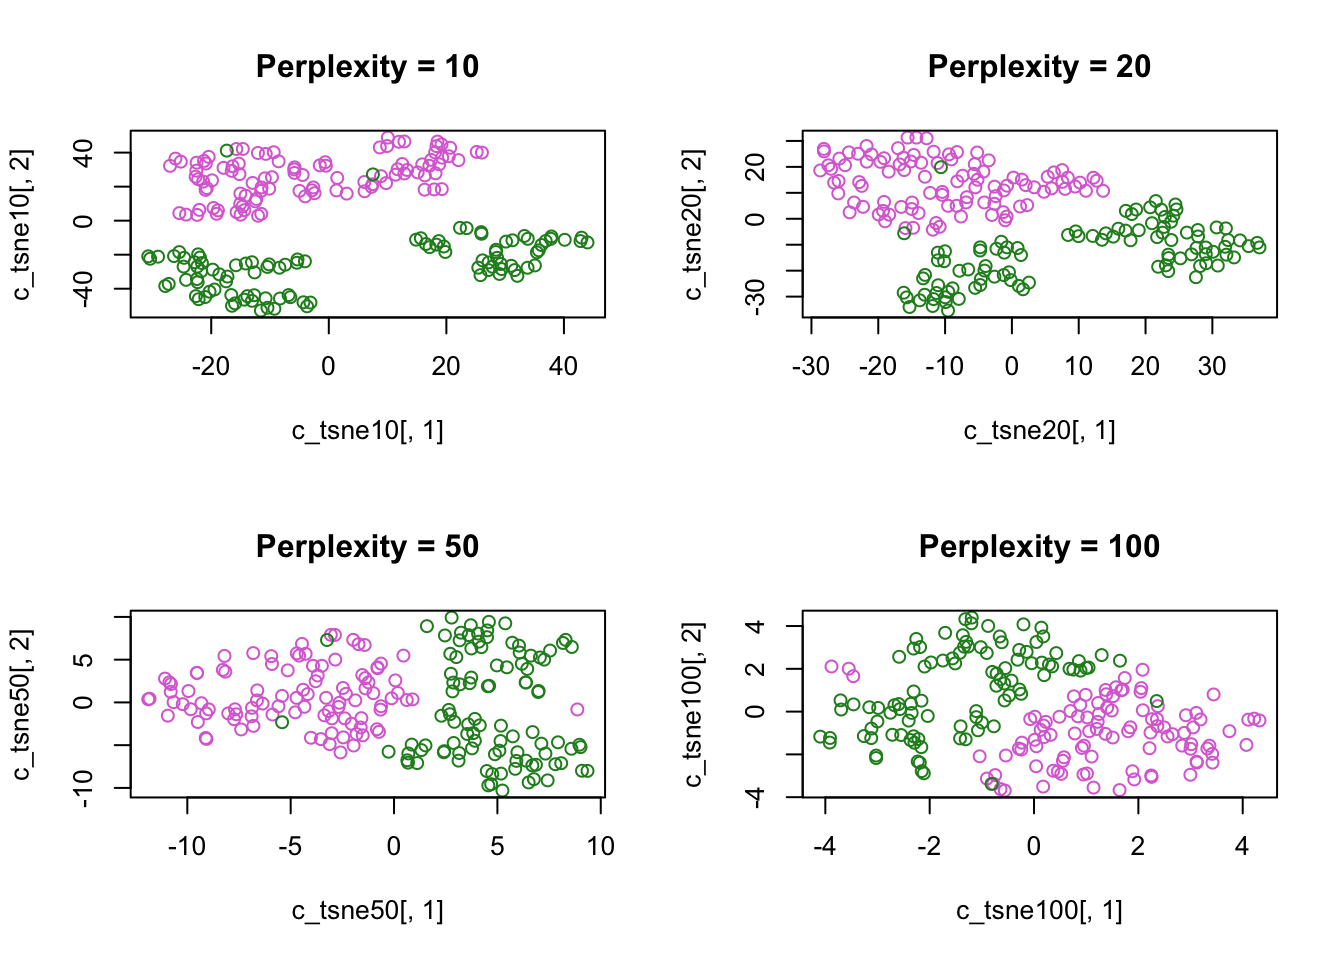 Perplexity = 10
c_tsne10[, 2]
40
0
-40
-20
0
20
40
c_tsne10[, 1]
Perplexity = 20
c_tsne20[, 2]
20
0
-30
-30
-20
-10
0
10
20
30
c_tsne20[, 1]
Perplexity = 50
c_tsne50[, 2]
5
0
-10
-10
-5
0
5
10
c_tsne50[, 1]
Perplexity = 100
c_tsne100[, 2]
4
2
0
-4
-4
-2
0
2
4
c_tsne100[, 1]